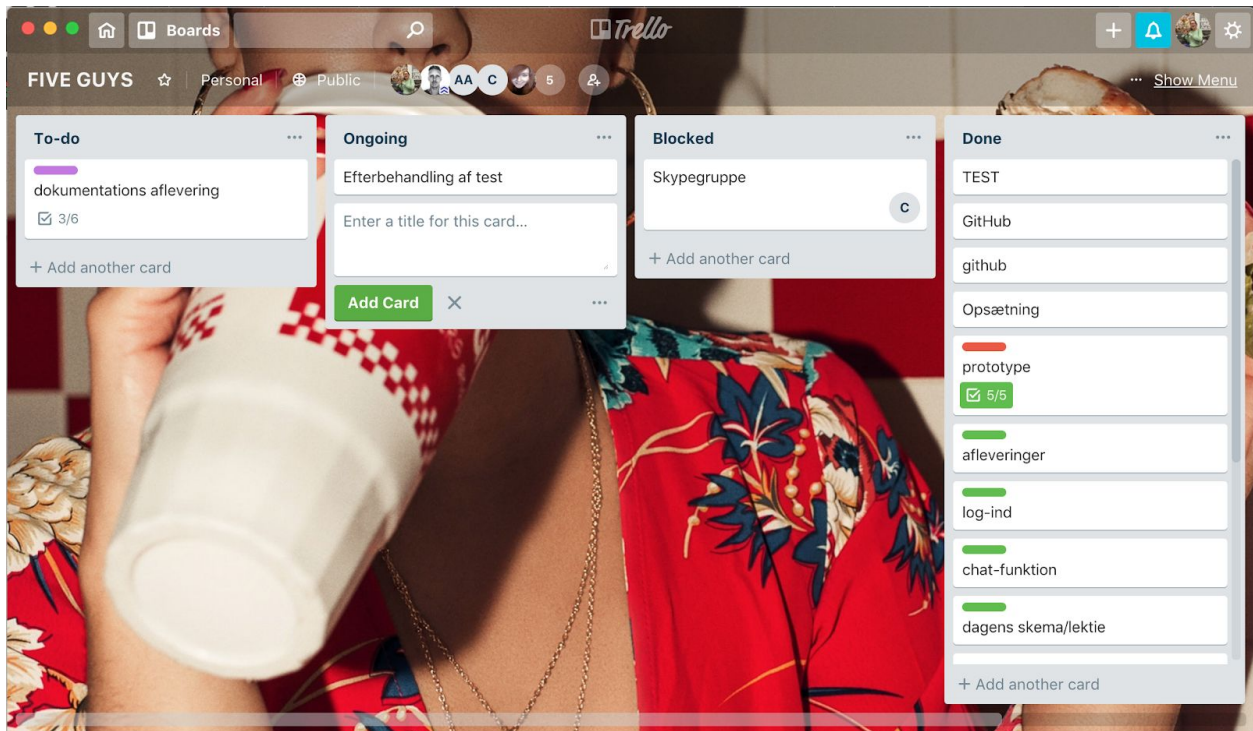 Boards
Trello
FIVE GUYS
Personal
Public
AA
C
5
... Show Menu
To-do ...
dokumentations aflevering
3/6
+ Add another card
Ongoing ...
Efterbehandling af test
Enter a title for this card...
Add Card ...
Blocked ...
Skypegruppe
C
+ Add another card
Done ...
TEST
GitHub
github
Opsætning
prototype
5/5
afleveringer
log-ind
chat-funktion
dagens skema/lektie
+ Add another card